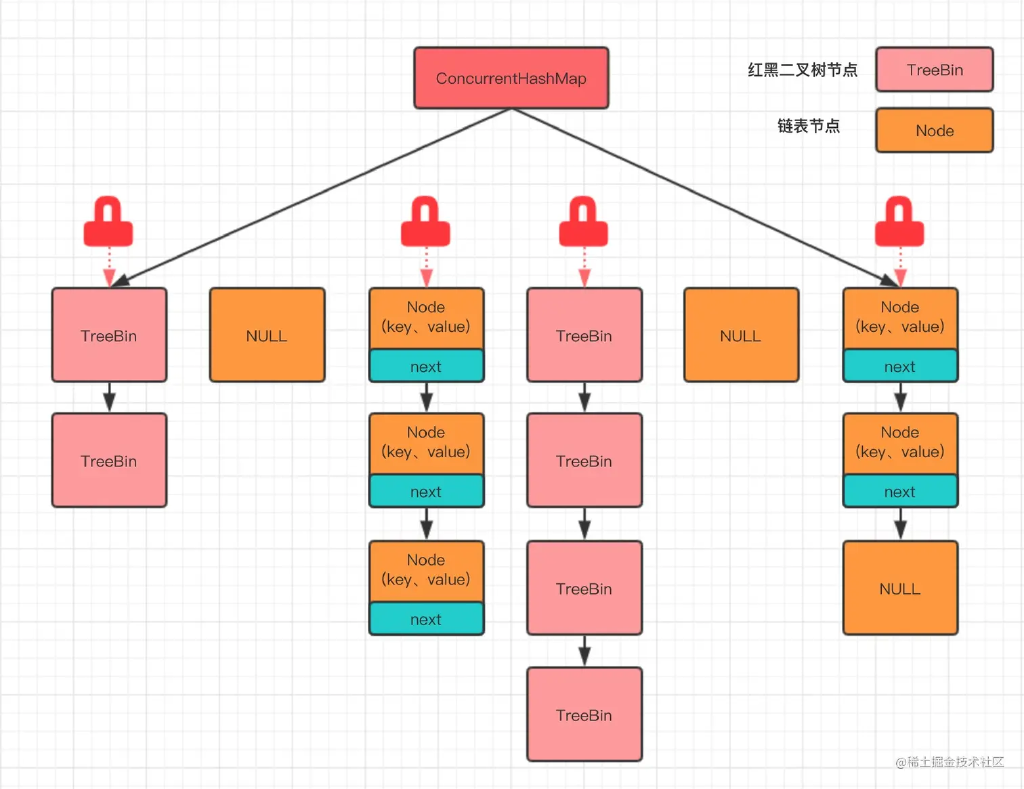 ConcurrentHashMap
红黑二叉树节点
TreeBin
链表节点
Node
TreeBin
NULL
Node
(key、value)
next
TreeBin
NULL
Node
(key、value)
next
TreeBin
Node
(key、value)
next
TreeBin
Node
(key、value)
next
Node
(key、value)
next
TreeBin
NULL
TreeBin
@稀土掘金技术社区